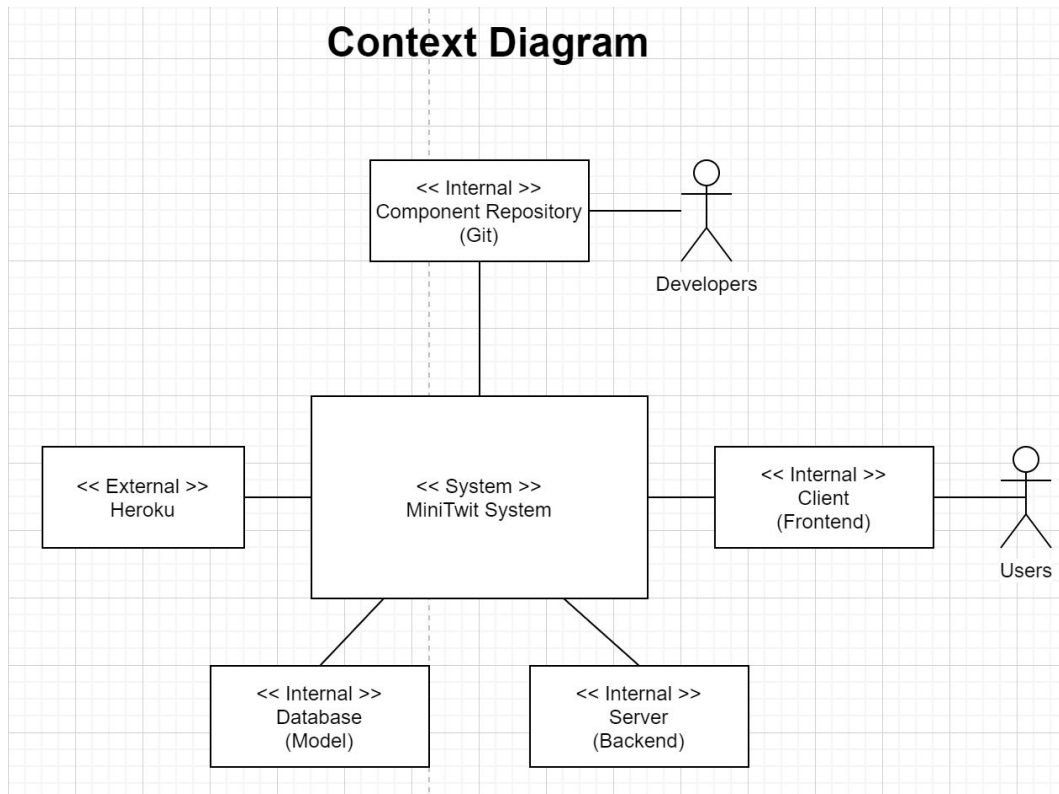 Context Diagram
<< Internal >>
Component Repository
(Git)
Developers
<< External >>
Heroku
<< System >>
MiniTwit System
<< Internal >>
Client
(Frontend)
Users
<< Internal >>
Database
(Model)
<< Internal >>
Server
(Backend)